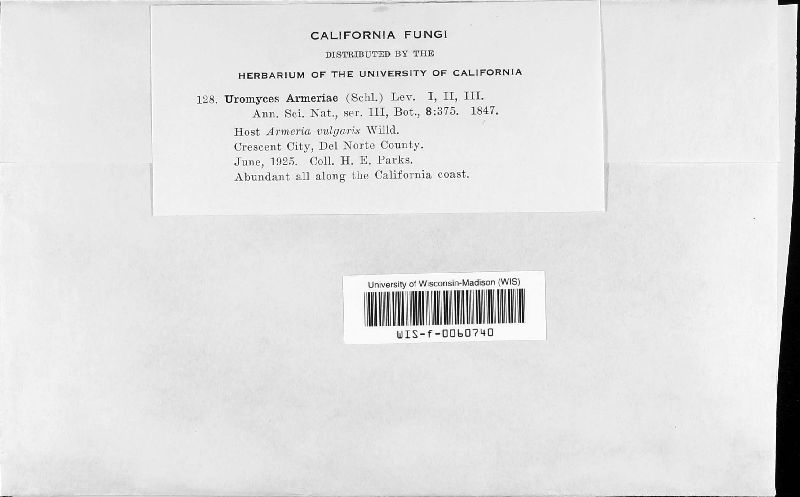 CALIFORNIA FUNGI
DISTRIBUTED BY THE
HERBARIUM OF THE UNIVERSITY OF CALIFORNIA
128. Uromyces Armeriae (Schl.) Lev. I, II, III.
Ann. Sci. Nat., ser. III, Bot., 8:375. 1847.
Host Armeria vulgaris Willd.
Crescent City, Del Norte County.
June, 1925. Coll. H. E. Parks.
Abundant all along the California coast.
University of Wisconsin-Madison (WIS)
WIS-f-0060740